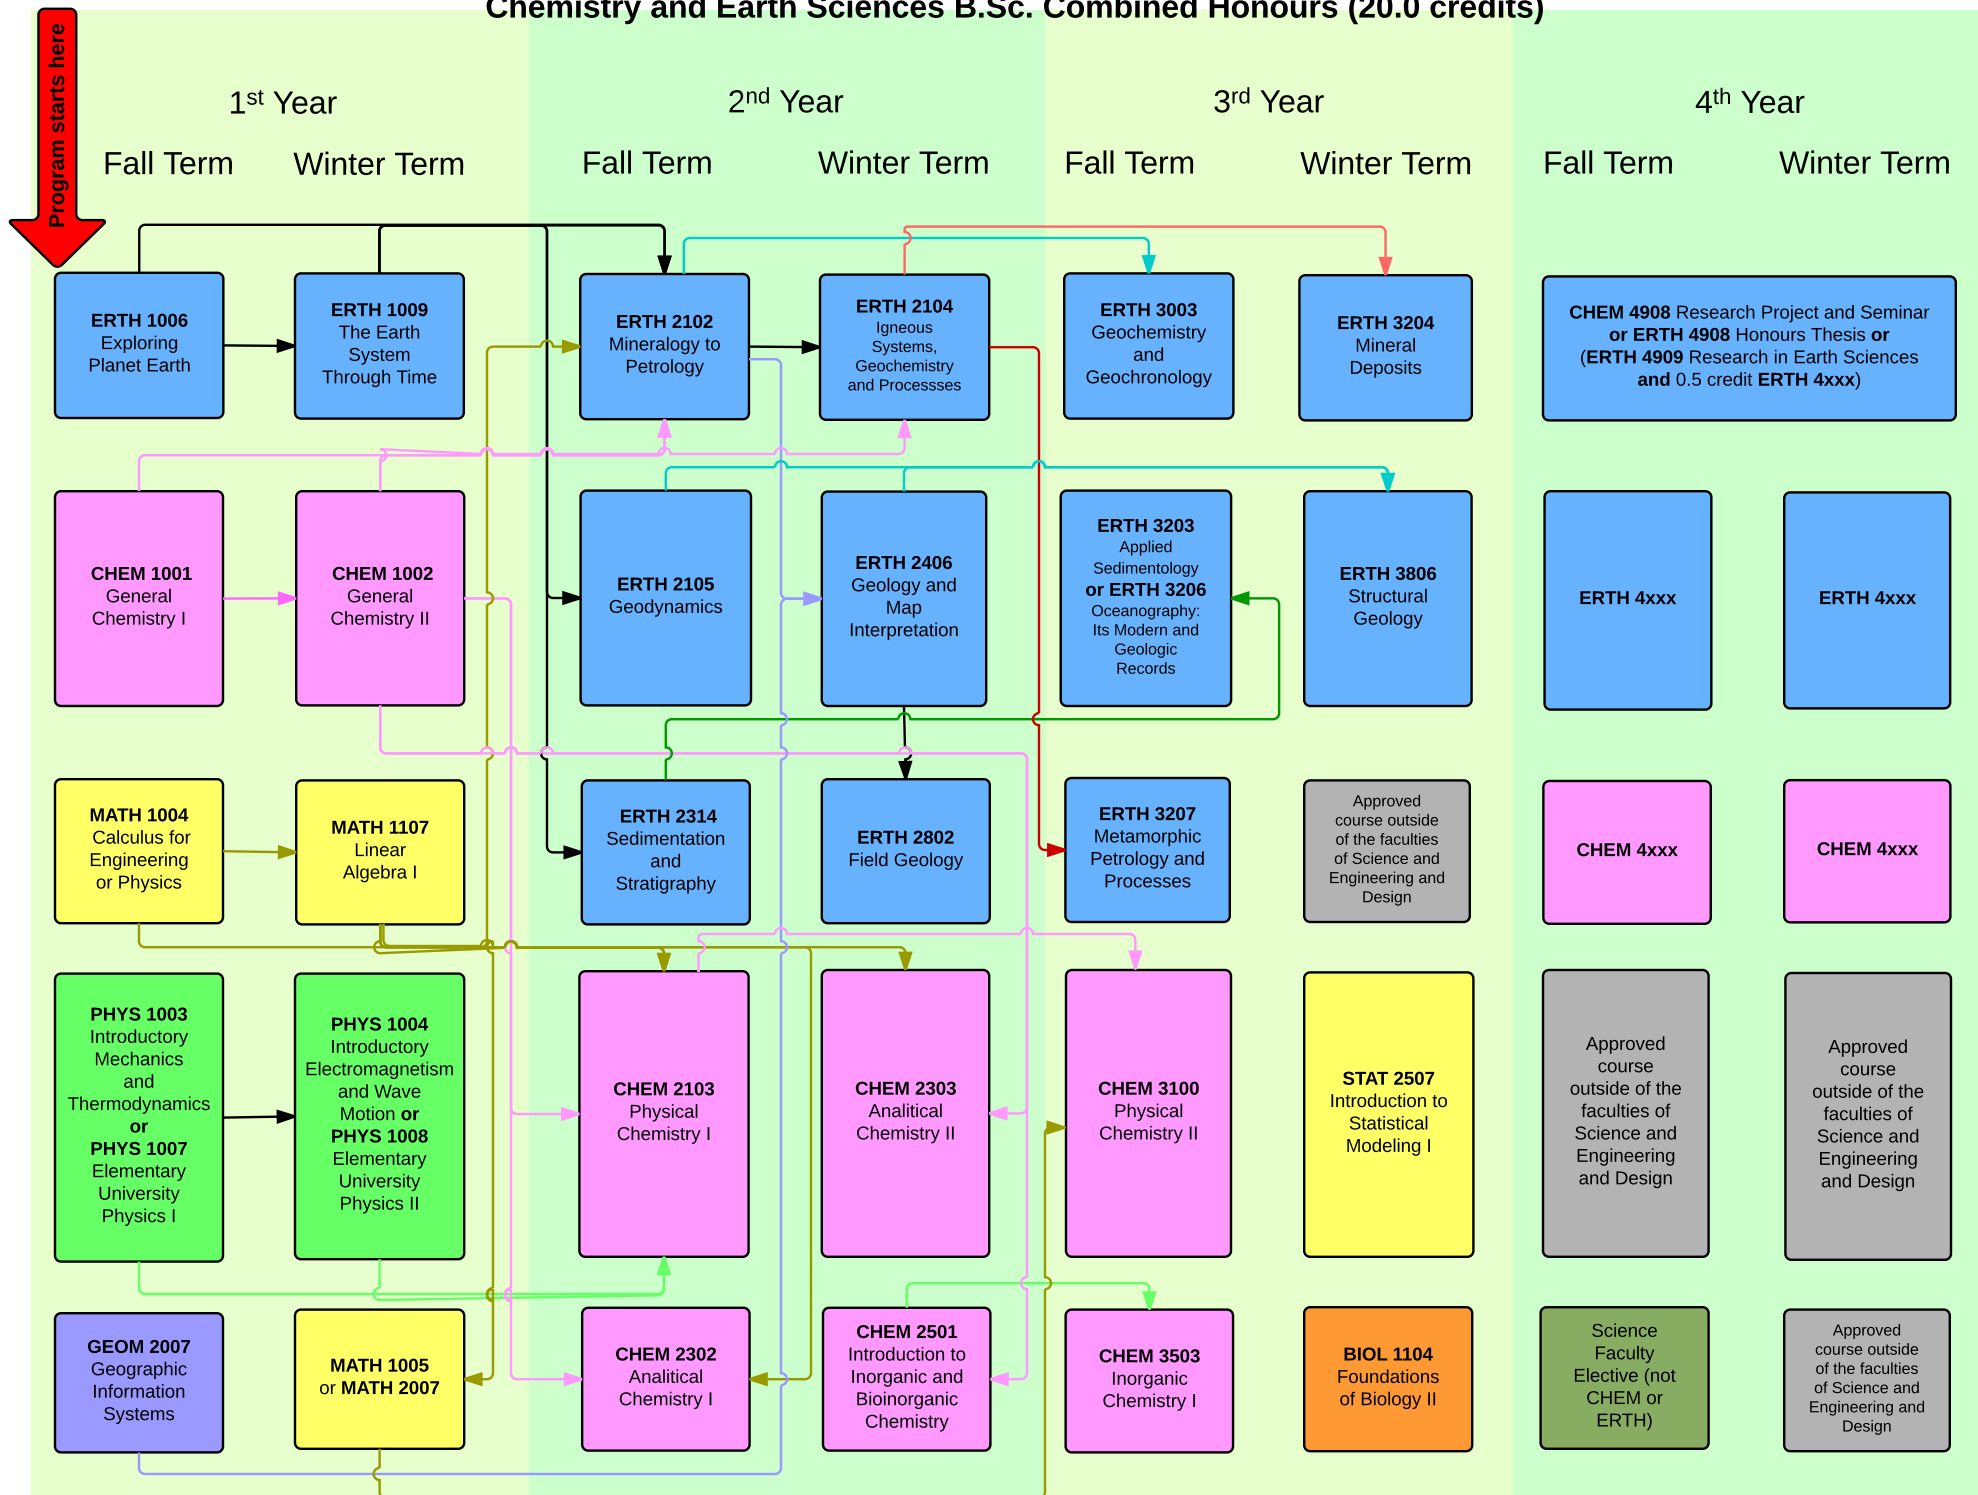 Chemistry and Earth Sciences B.Sc. Combined Honours (20.0 credits)
Program starts here
1st Year
2nd Year
3rd Year
4th Year
Fall Term
Winter Term
Fall Term
Winter Term
Fall Term
Winter Term
Fall Term
Winter Term
ERTH 1006
Exploring
Planet Earth
ERTH 1009
The Earth
System
Through Time
ERTH 2102
Mineralogy to
Petrology
ERTH 2104
Igneous
Systems,
Geochemistry
and Processses
ERTH 3003
Geochemistry
and
Geochronology
ERTH 3204
Mineral
Deposits
CHEM 4908 Research Project and Seminar
or ERTH 4908 Honours Thesis or
(ERTH 4909 Research in Earth Sciences
and 0.5 credit ERTH 4xxx)
CHEM 1001
General
Chemistry I
CHEM 1002
General
Chemistry II
ERTH 2105
Geodynamics
ERTH 2406
Geology and
Map
Interpretation
ERTH 3203
Applied
Sedimentology
or ERTH 3206
Oceanography:
Its Modern and
Geologic
Records
ERTH 3806
Structural
Geology
ERTH 4xxx
ERTH 4xxx
MATH 1004
Calculus for
Engineering
or Physics
MATH 1107
Linear
Algebra I
ERTH 2314
Sedimentation
and
Stratigraphy
ERTH 2802
Field Geology
ERTH 3207
Metamorphic
Petrology and
Processes
Approved
course outside
of the faculties
of Science and
Engineering and
Design
CHEM 4xxx
CHEM 4xxx
PHYS 1003
Introductory
Mechanics
and
Thermodynamics
or
PHYS 1007
Elementary
University
Physics I
PHYS 1004
Introductory
Electromagnetism
and Wave
Motion or
PHYS 1008
Elementary
University
Physics II
CHEM 2103
Physical
Chemistry I
CHEM 2303
Analitical
Chemistry II
CHEM 3100
Physical
Chemistry II
STAT 2507
Introduction to
Statistical
Modeling I
Approved
course
outside of the
faculties of
Science and
Engineering
and Design
Approved
course
outside of the
faculties of
Science and
Engineering
and Design
GEOM 2007
Geographic
Information
Systems
MATH 1005
or MATH 2007
CHEM 2302
Analitical
Chemistry I
CHEM 2501
Introduction to
Inorganic and
Bioinorganic
Chemistry
CHEM 3503
Inorganic
Chemistry I
BIOL 1104
Foundations
of Biology II
Science
Faculty
Elective (not
CHEM or
ERTH)
Approved
course outside
of the faculties
of Science and
Engineering and
Design